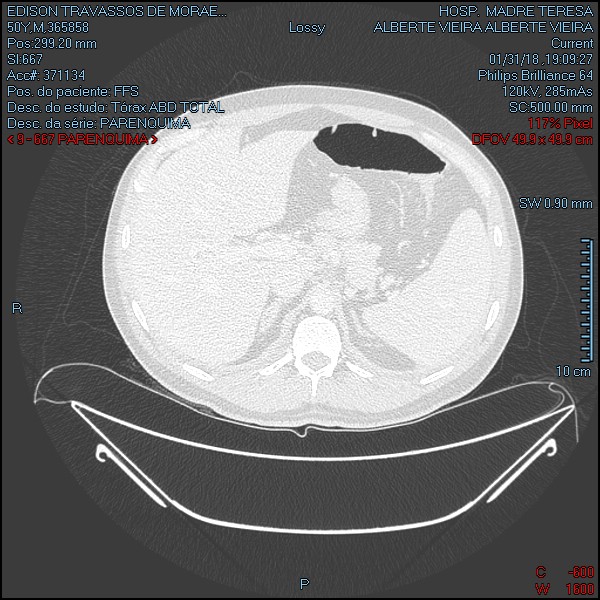 EDISON TRAVASSOS DE MORAE...
50Y,M,365858
Pos:299.20 mm
SI:667
Acc#: 371134
Pos. do paciente: FFS
Desc. do estudo: Tórax ABD TOTAL
Desc. da série: PARENQUIMA
< 9 - 667 PARENQUIMA >
Lossy
HOSP. MADRE TERESA
ALBERTE VIEIRA ALBERTE VIEIRA
Current
01/31/18 ,19:09:27
Philips Brilliance 64
120kV, 285mAs
SC:500.00 mm
117% Pixel
DFOV 49.9 x 49.9 cm
SW 0.90 mm
R
10 cm
P
C -600
W 1600